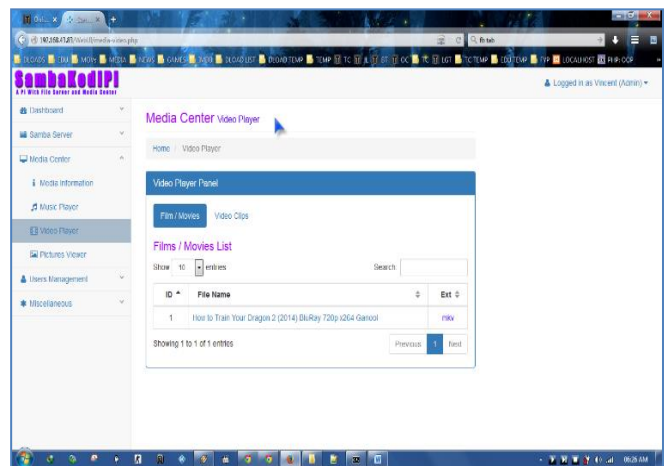 SambaKodiPI
A Pi With File Server and Media Center
Logged in as Vincent (Admin)
Dashboard
Samba Server
Media Center
Media Information
Music Player
Video Player
Pictures Viewer
Users Management
Miscellaneous
Media Center Video Player
Home / Video Player
Video Player Panel
Film / Movies Video Clips
Films / Movies List
Show 10 entries Search
ID File Name Ext
1 How to Train Your Dragon 2 (2014) BluRay 720p x264 Ganool mkv
Showing 1 to 1 of 1 entries Previous 1 Next
06:26 AM